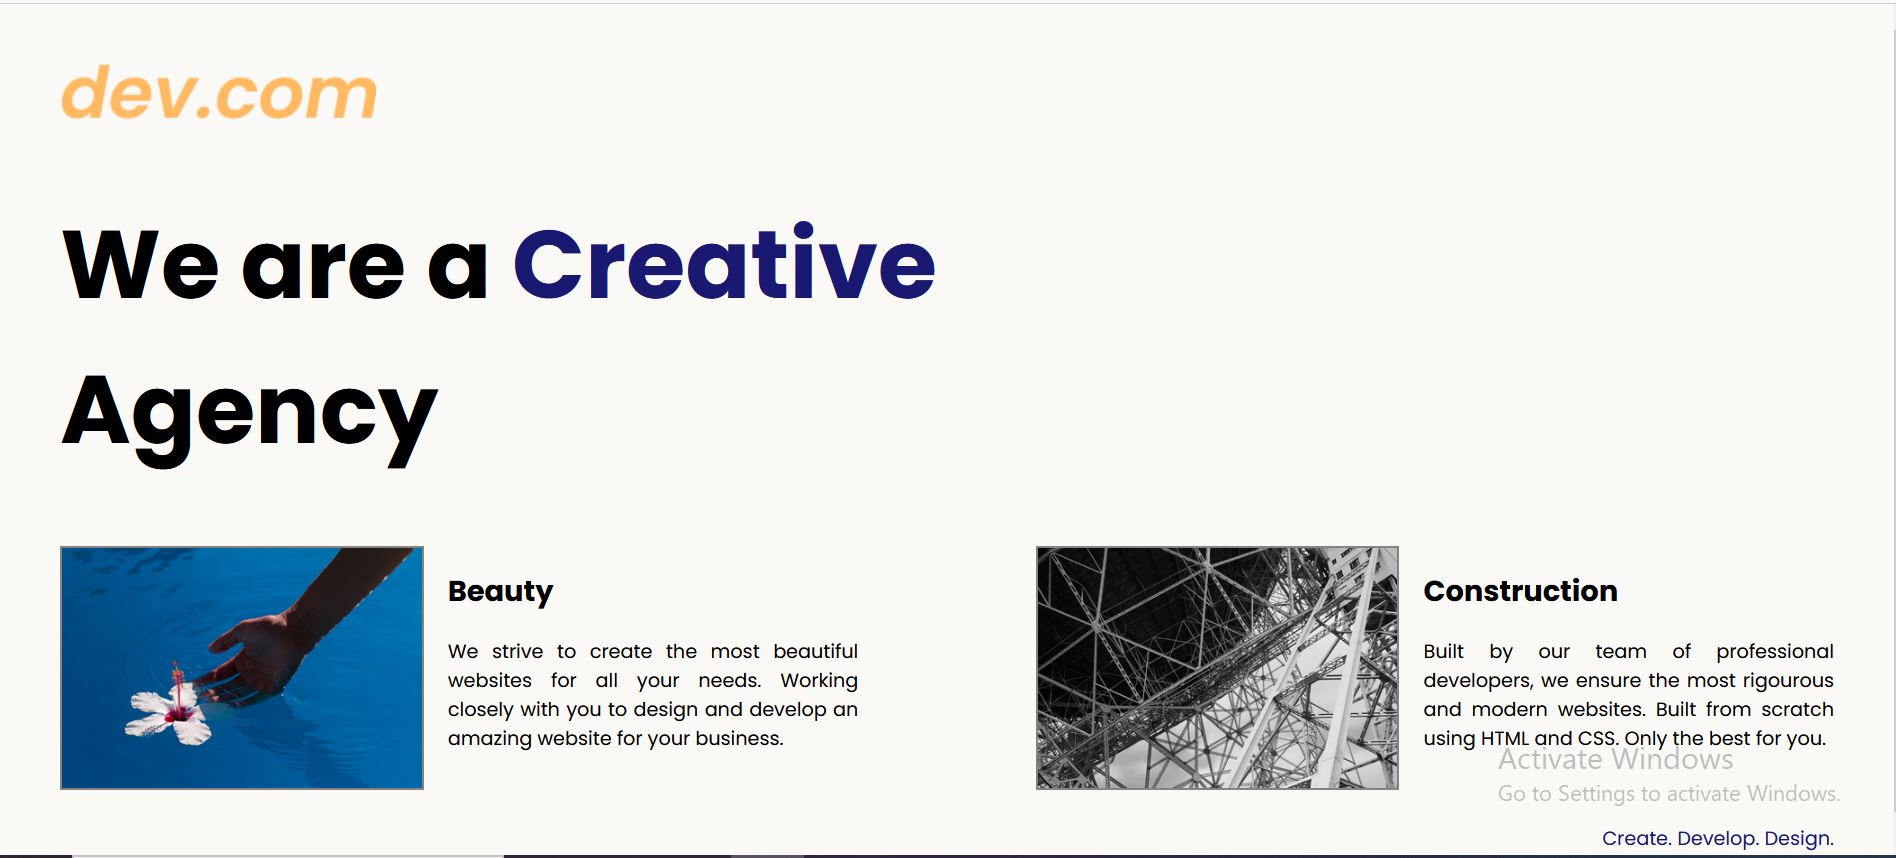 dev.com
We are a Creative
Agency
Beauty
We strive to create the most beautiful
websites for all your needs. Working
closely with you to design and develop an
amazing website for your business.
Construction
Built by our team of professional
developers, we ensure the most rigourous
and modern websites. Built from scratch
using HTML and CSS. Only the best for you.
Activate Windows
Go to Settings to activate Windows.
Create. Develop. Design.